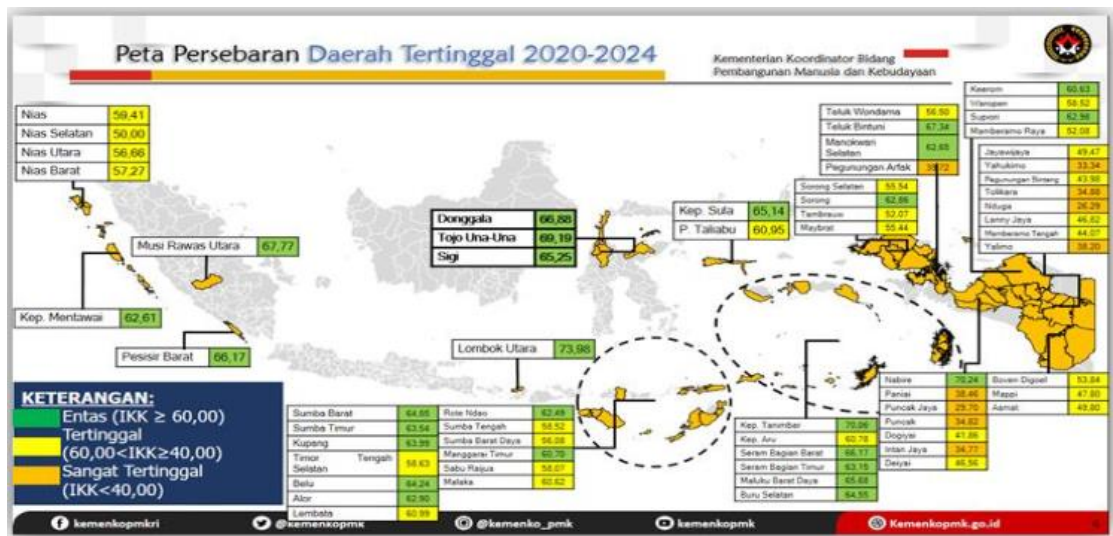 Peta Persebaran Daerah Tertinggal 2020-2024
Kementerian Koordinator Bidang
Pembangunan Manusia dan Kebudayaan
Nias 59,41
Nias Selatan 50,00
Nias Utara 56,66
Nias Barat 57,27
Musi Rawas Utara 67,77
Kep. Mentawai 62,61
Pesisir Barat 66,17
Donggala 66,88
Tojo Una-Una 69,19
Sigi 65,25
Lombok Utara 73,98
Kep. Sula 65,14
P. Taliabu 60,95
Teluk Wondama 56,50
Teluk Bintuni 67,34
Manokwari
Selatan 62,65
Pegunungan Arfak
Sorong Selatan 55,54
Sorong 62,86
Tambrauw 52,07
Maybrat 55,44
Keerom 60,63
Waropen 58,52
Supiori 62,98
Mamberamo Raya 52,08
Jayawijaya 49,47
Yahukimo 33,34
Pegunungan Bintang 43,98
Tolikara 34,88
Nduga 26,29
Lanny Jaya 46,82
Mamberamo Tengah 44,07
Yalimo 38,20
KETERANGAN:
Entas (IKK ≥ 60,00)
Tertinggal
(60,00<IKK≥40,00)
Sangat Tertinggal
(IKK<40,00)
Sumba Barat 64,85
Sumba Timur 63,54
Kupang 63,99
Timor Tengah
Selatan 58,63
Belu 64,24
Alor 62,90
Lembata 60,99
Rote Ndao 62,49
Sumba Tengah 58,52
Sumba Barat Daya 56,08
Manggarai Timur 60,70
Sabu Raijua 58,07
Malaka 60,62
Kep. Tanimbar 70,06
Kep. Aru 60,78
Seram Bagian Barat 66,17
Seram Bagian Timur 63,15
Maluku Barat Daya 65,68
Buru Selatan 64,55
Nabire 70,24
Paniai 38,46
Puncak Jaya 29,70
Puncak 34,82
Dogiyai 41,86
Intan Jaya 34,77
Deiyai 46,56
Boven Digoel 53,84
Mappi 47,80
Asmat 49,80
kemenkopmkri
@kemenkopmk
@kemenko_pmk
kemenkopmk
Kemenkopmk.go.id